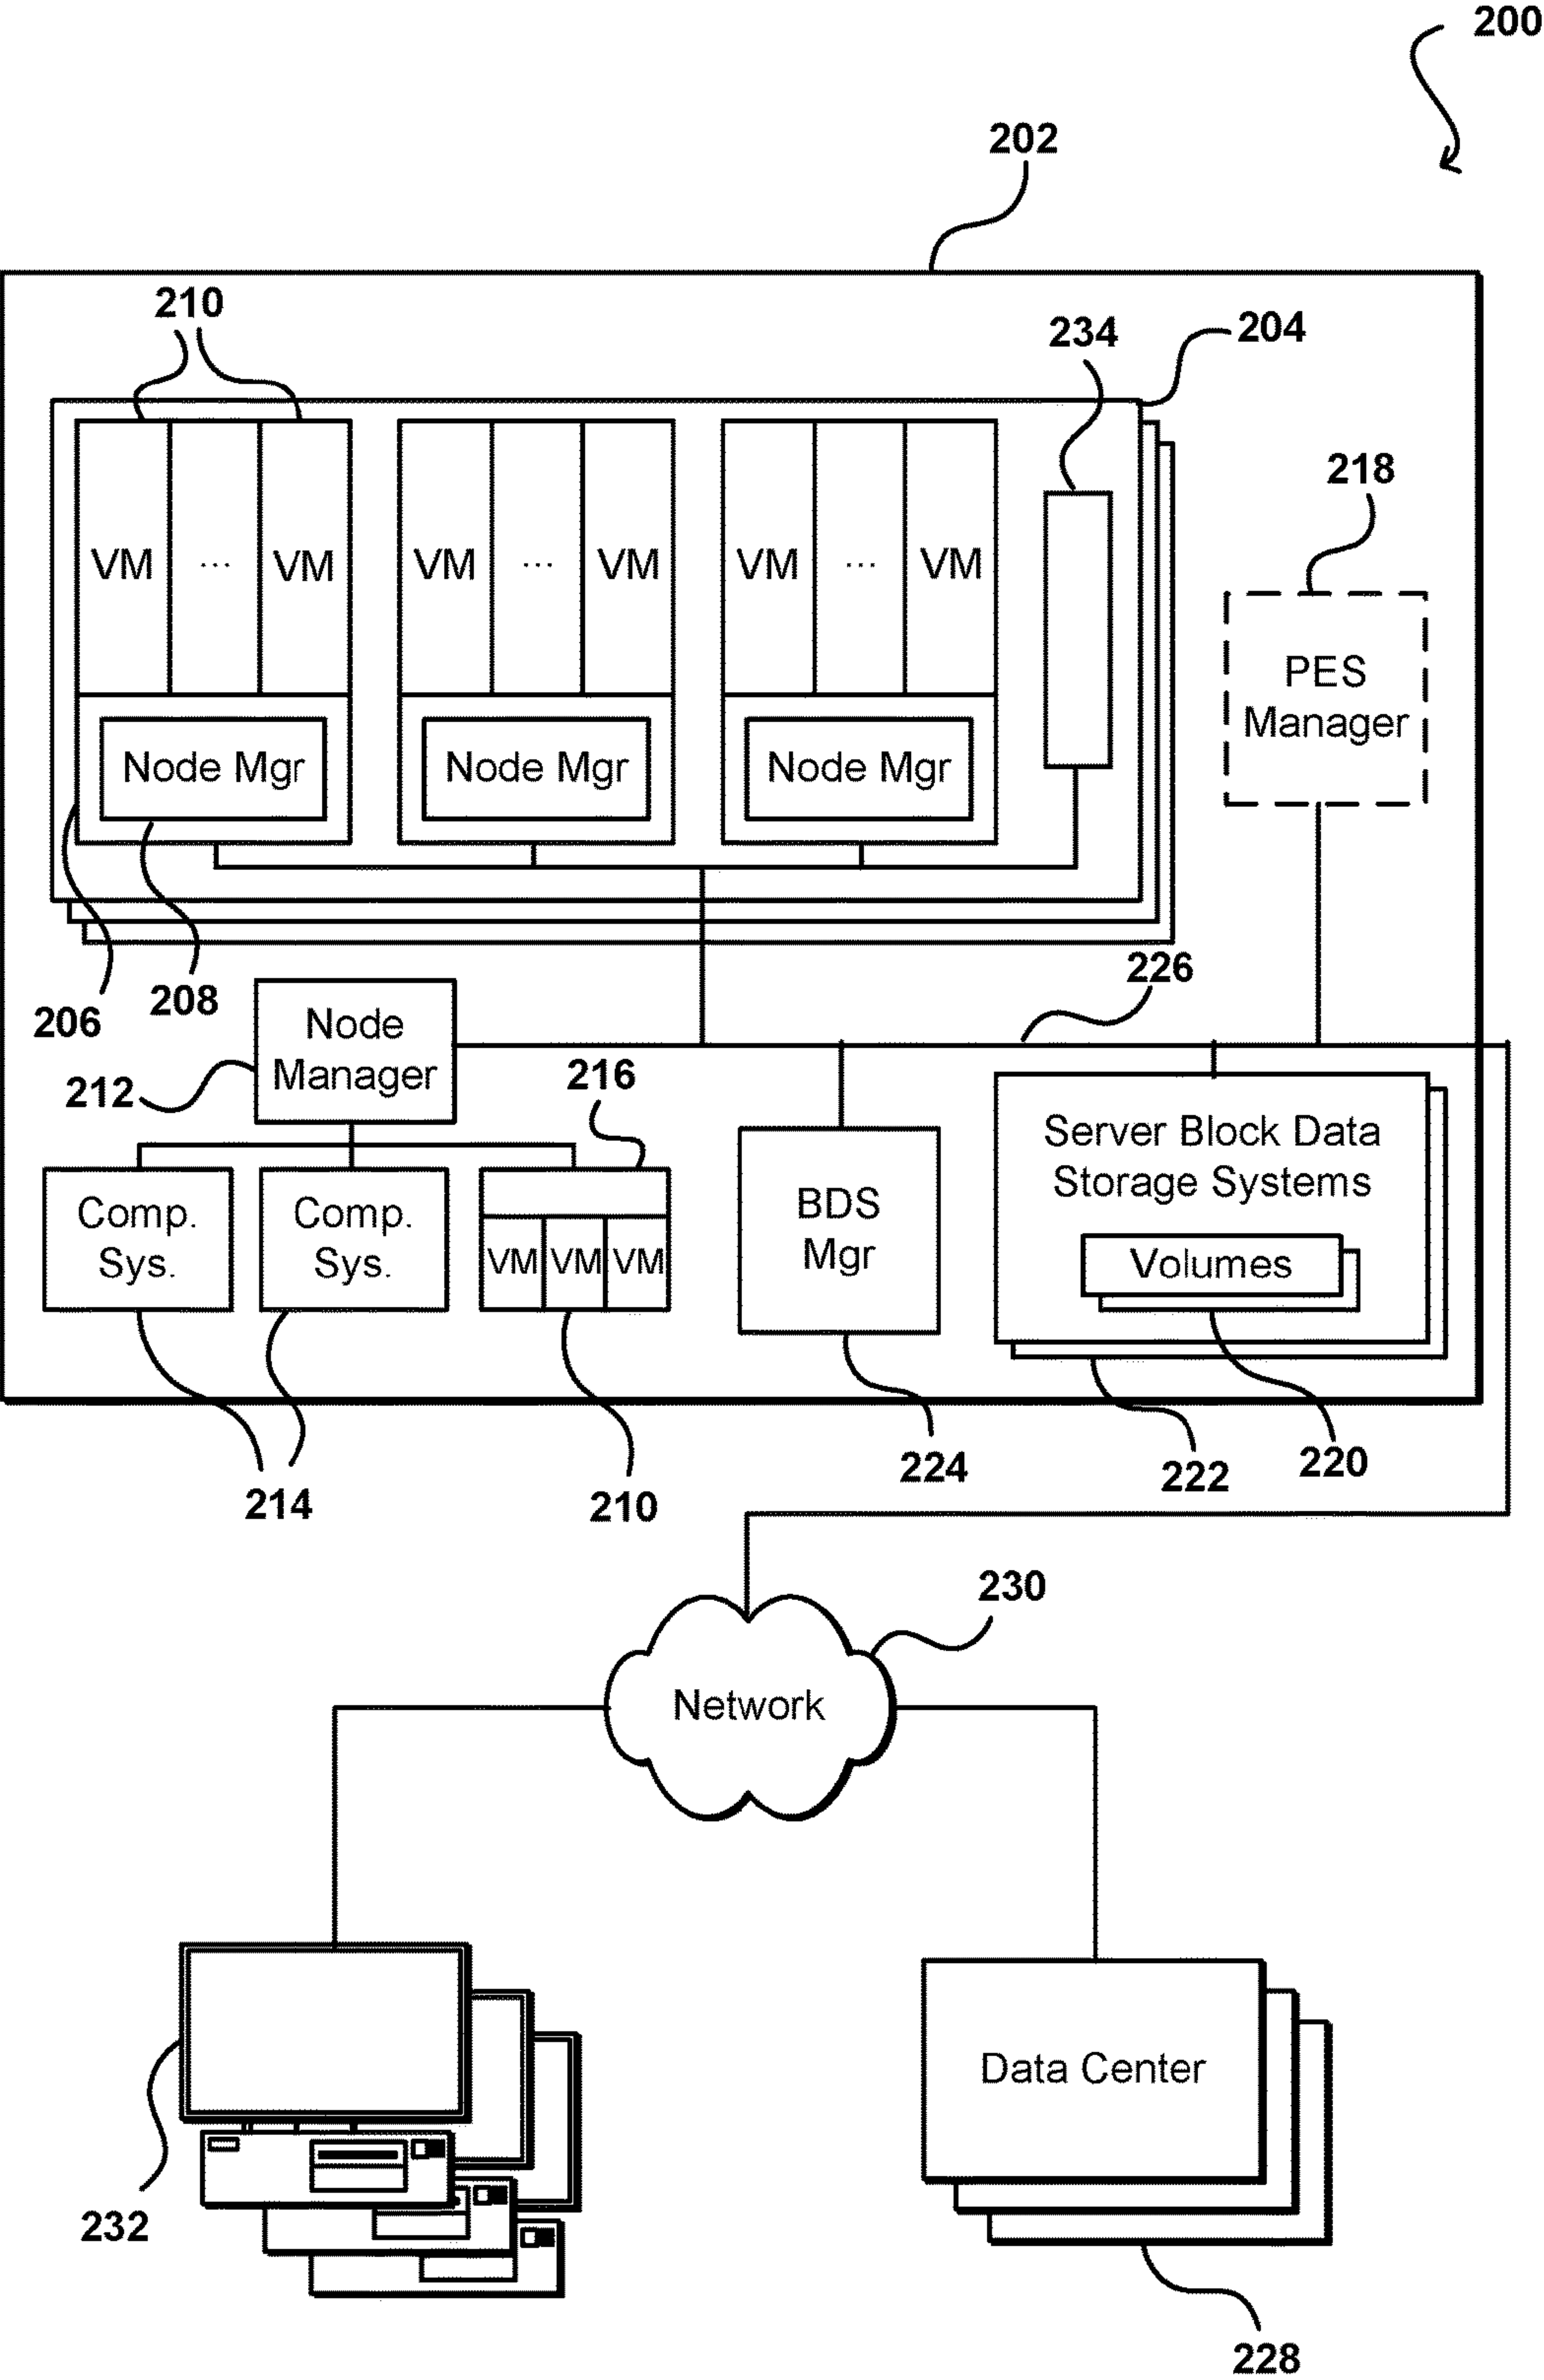 200
202
210
234
204
218
VM ... VM
VM ... VM
VM ... VM
PES
Manager
Node Mgr
Node Mgr
Node Mgr
206
208
226
Node
Manager
212
216
Server Block Data
Storage Systems
Comp.
Sys.
Comp.
Sys.
VM VM VM
BDS
Mgr
Volumes
214
210
224
222
220
230
Network
Data Center
232
228